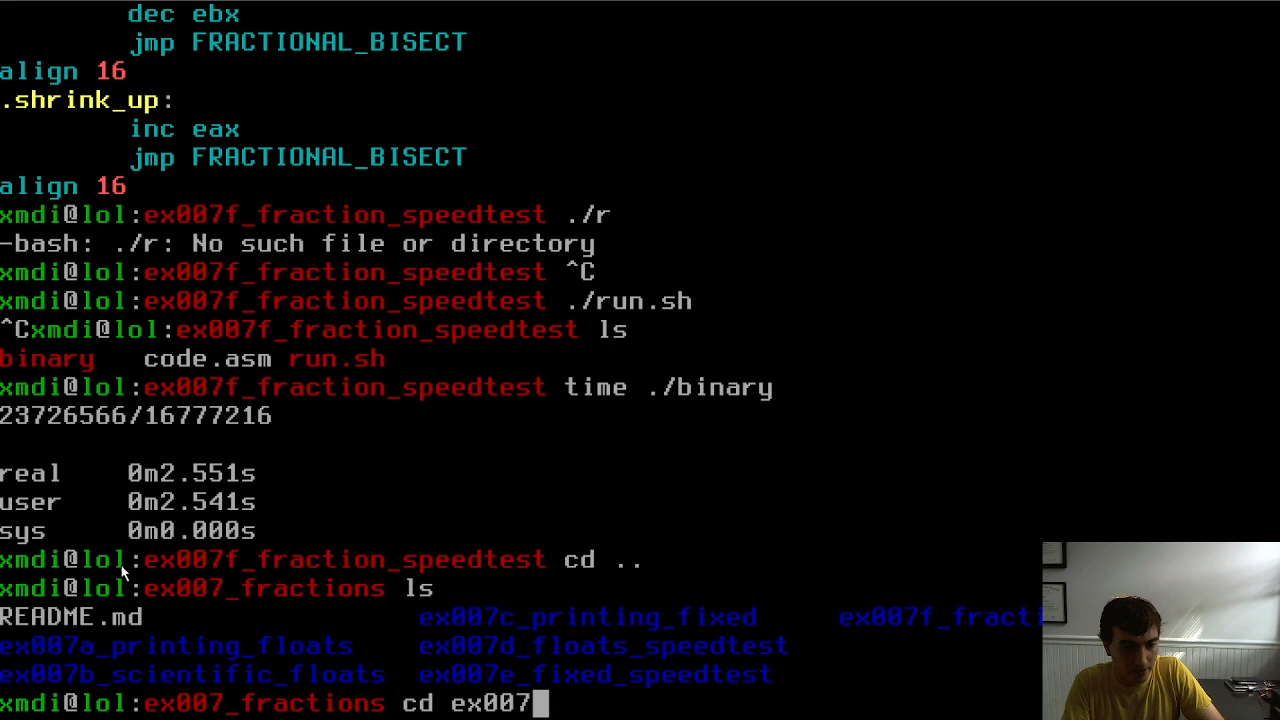 dec ebx
jmp FRACTIONAL_BISECT
align 16
.shrink_up:
inc eax
jmp FRACTIONAL_BISECT
align 16
xmdi@lol:ex007f_fraction_speedtest ./r
-bash: ./r: No such file or directory
xmdi@lol:ex007f_fraction_speedtest ^C
xmdi@lol:ex007f_fraction_speedtest ./run.sh
^Cxmdi@lol:ex007f_fraction_speedtest ls
binary code.asm run.sh
xmdi@lol:ex007f_fraction_speedtest time ./binary
23726566/16777216
real 0m2.551s
user 0m2.541s
sys 0m0.000s
xmdi@lol:ex007f_fraction_speedtest cd ..
xmdi@lol:ex007_fractions ls
README.md ex007c_printing_fixed ex007f_fracti
ex007a_printing_floats ex007d_floats_speedtest
ex007b_scientific_floats ex007e_fixed_speedtest
xmdi@lol:ex007_fractions cd ex007